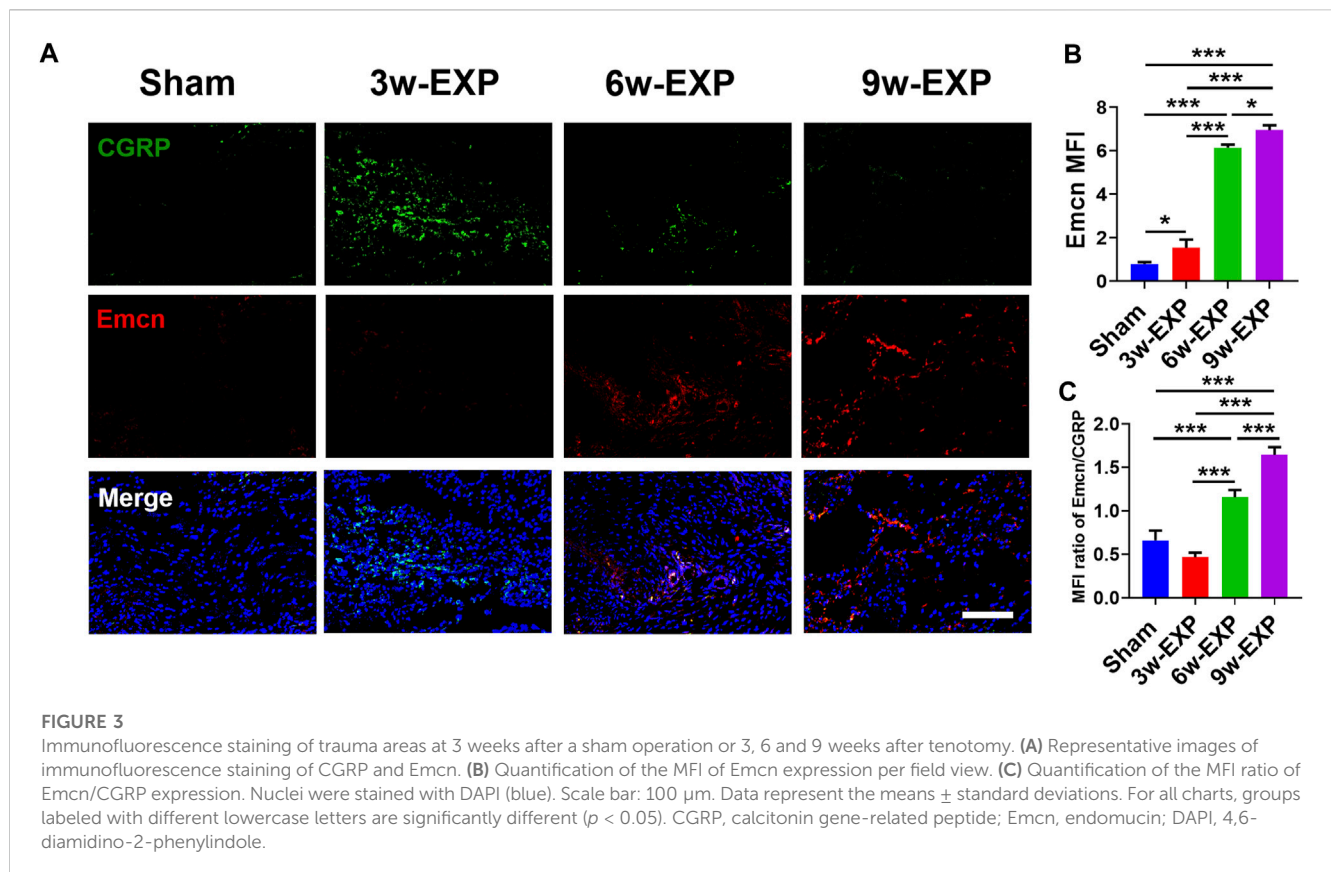 A
Sham
3w-EXP
6w-EXP
9w-EXP
CGRP
Emcn
Merge
B
***
***
***
*
***
*
Emcn MFI
8
6
4
2
0
Sham
3w-EXP
6w-EXP
9w-EXP
C
***
***
***
***
***
MFI ratio of Emcn/CGRP
2.0
1.5
1.0
0.5
0.0
Sham
3w-EXP
6w-EXP
9w-EXP
FIGURE 3
Immunofluorescence staining of trauma areas at 3 weeks after a sham operation or 3, 6 and 9 weeks after tenotomy. (A) Representative images of
immunofluorescence staining of CGRP and Emcn. (B) Quantification of the MFI of Emcn expression per field view. (C) Quantification of the MFI ratio of
Emcn/CGRP expression. Nuclei were stained with DAPI (blue). Scale bar: 100 µm. Data represent the means ± standard deviations. For all charts, groups
labeled with different lowercase letters are significantly different (p < 0.05). CGRP, calcitonin gene-related peptide; Emcn, endomucin; DAPI, 4,6-
diamidino-2-phenylindole.